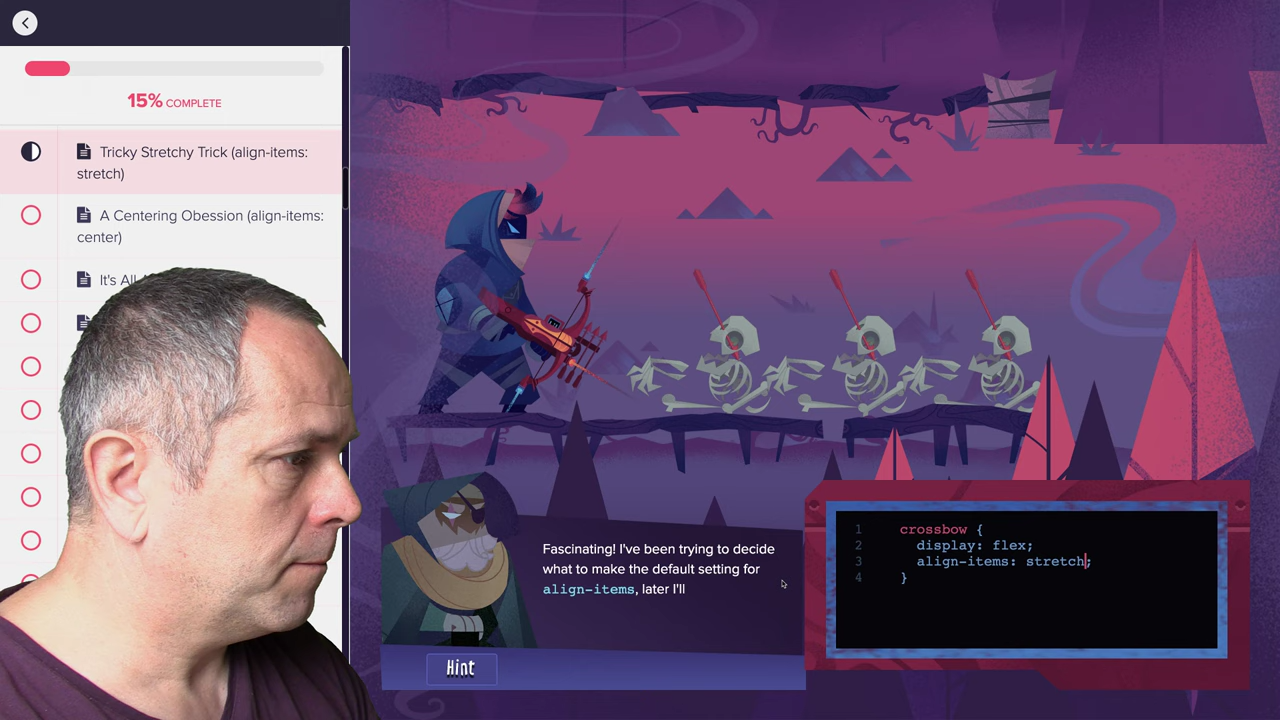 15% COMPLETE
Tricky Stretchy Trick (align-items:
stretch)
A Centering Obession (align-items:
center)
It's All
Fascinating! I've been trying to decide
what to make the default setting for
align-items, later I'll
Hint
1 crossbow {
2 display: flex;
3 align-items: stretch;
4 }